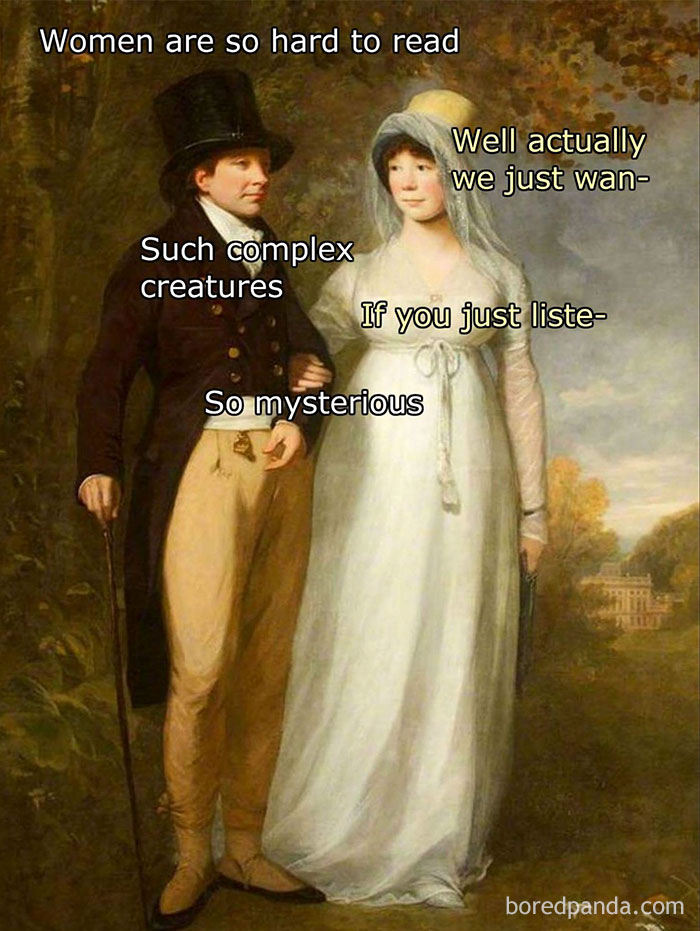 Women are so hard to read
Well actually
we just wan-
Such complex
creatures
If you just liste-
So mysterious
boredpanda.com